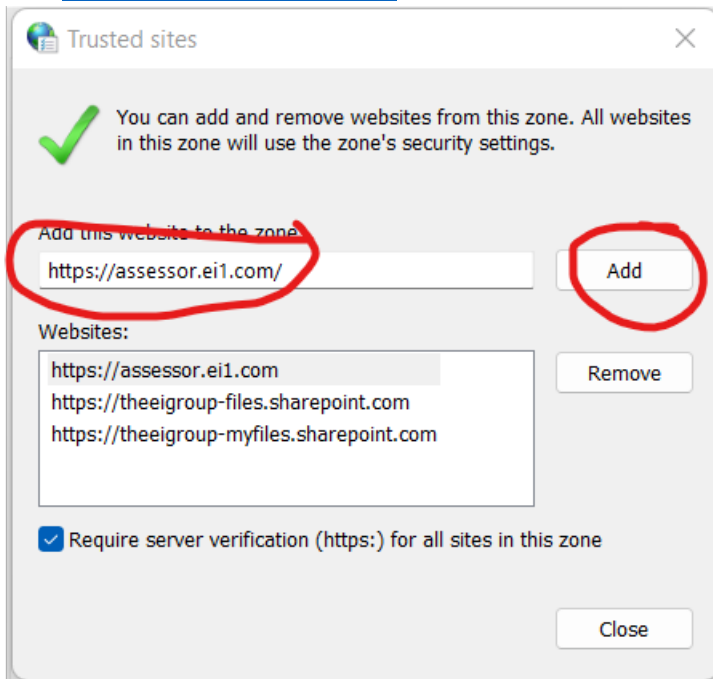 Trusted sites
You can add and remove websites from this zone. All websites
in this zone will use the zone's security settings.
Add this website to the zone
https://assessor.ei1.com/
Add
Websites:
https://assessor.ei1.com
Remove
https://theeigroup-files.sharepoint.com
https://theeigroup-myfiles.sharepoint.com
Require server verification (https:) for all sites in this zone
Close